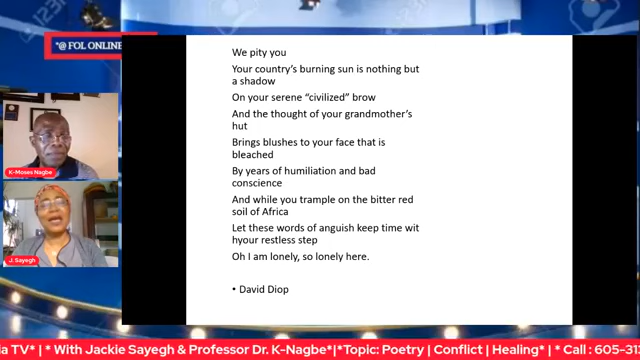 "@ FOL ONLINE
We pity you
Your country's burning sun is nothing but
a shadow
On your serene "civilized" brow
And the thought of your grandmother's
hut
Brings blushes to your face that is
bleached
By years of humiliation and bad
conscience
And while you trample on the bitter red
soil of Africa
Let these words of anguish keep time wit
hyour restless step
Oh I am lonely, so lonely here.
• David Diop
K-Moses Nagbe
J. Sayegh
ia TV* | * With Jackie Sayegh & Professor Dr. K-Nagbe*|*Topic: Poetry | Conflict | Healing* | * Call : 605-31